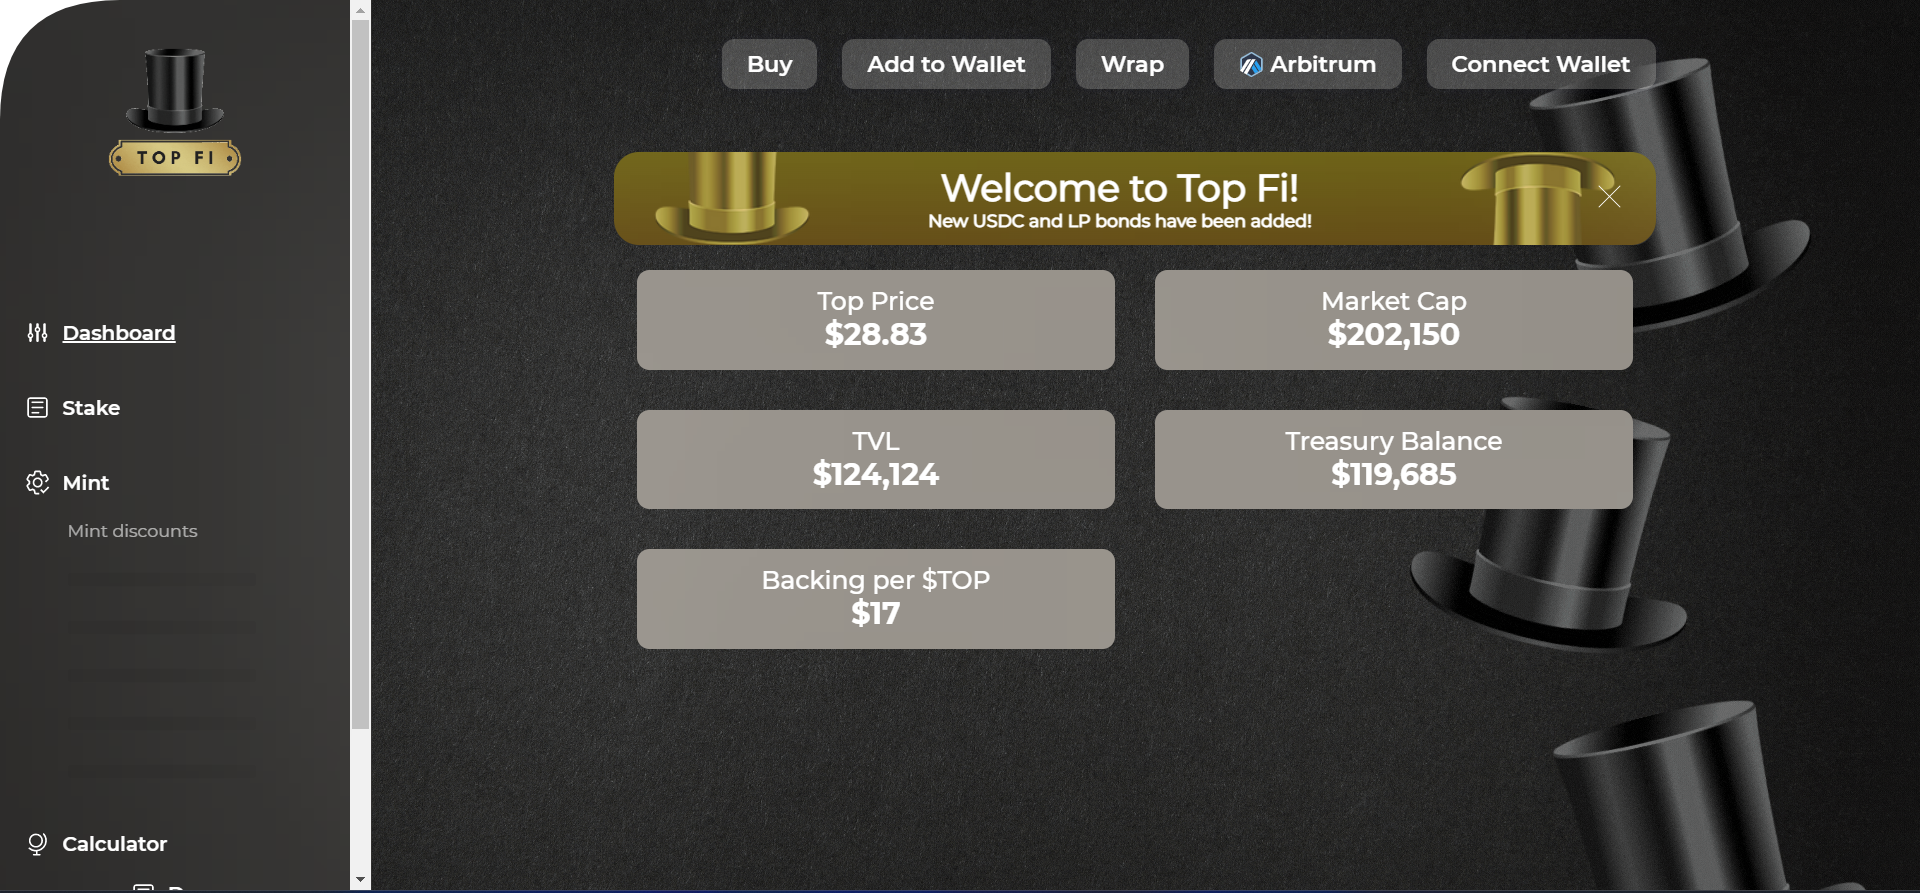 TOP FI
Dashboard
Stake
Mint
Mint discounts
Calculator
Buy
Add to Wallet
Wrap
Arbitrum
Connect Wallet
Welcome to Top Fi!
New USDC and LP bonds have been added!
Top Price
$28.83
Market Cap
$202,150
TVL
$124,124
Treasury Balance
$119,685
Backing per $TOP
$17